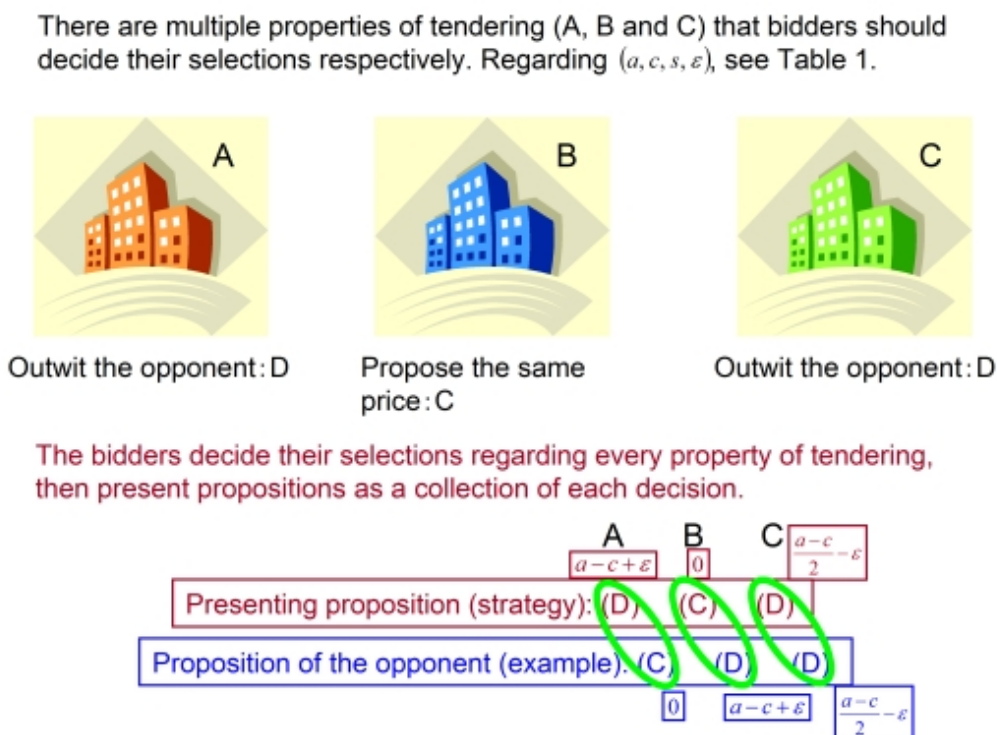 There are multiple properties of tendering (A, B and C) that bidders should
decide their selections respectively. Regarding (a, c, s, ε), see Table 1.
A
B
C
Outwit the opponent:D
Propose the same
price:C
Outwit the opponent:D
The bidders decide their selections regarding every property of tendering,
then present propositions as a collection of each decision.
A B C
a−c+ε 0 (a−c)/2 −ε
Presenting proposition (strategy): (D) (C) (D)
Proposition of the opponent (example): (C) (D) (D)
0 a−c+ε (a−c)/2 −ε